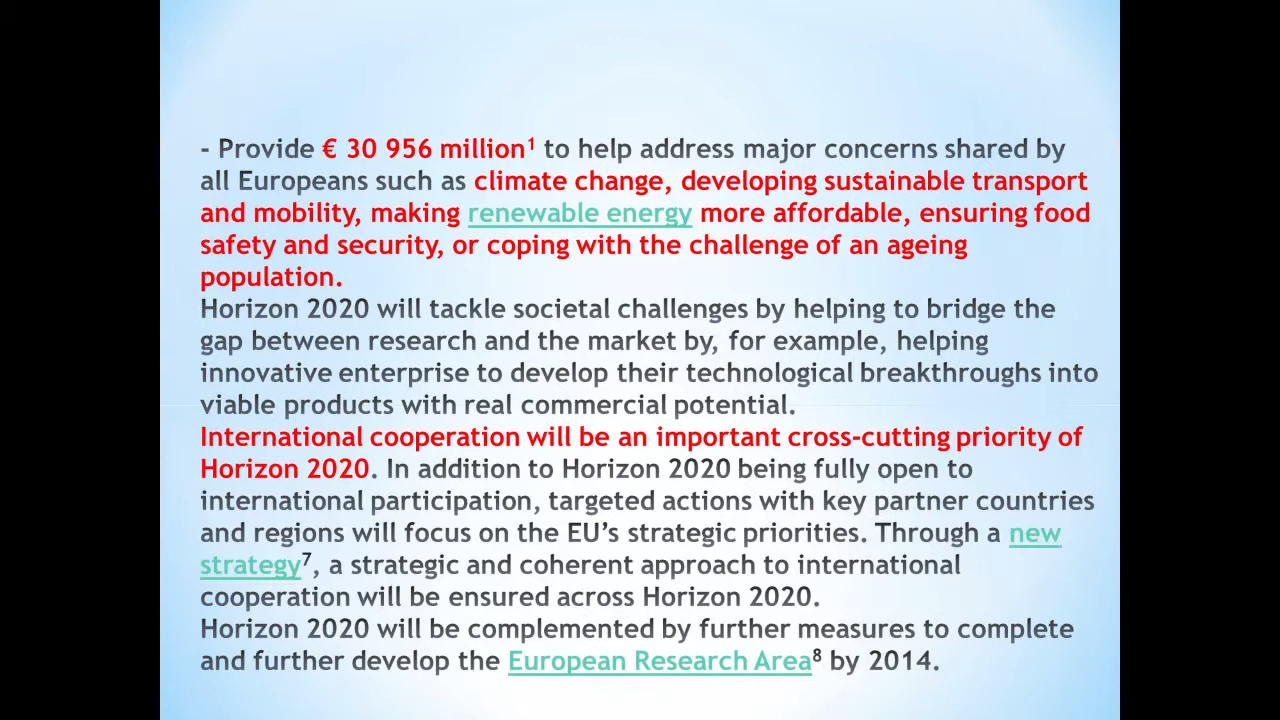 - Provide € 30 956 million¹ to help address major concerns shared by
all Europeans such as climate change, developing sustainable transport
and mobility, making renewable energy more affordable, ensuring food
safety and security, or coping with the challenge of an ageing
population.
Horizon 2020 will tackle societal challenges by helping to bridge the
gap between research and the market by, for example, helping
innovative enterprise to develop their technological breakthroughs into
viable products with real commercial potential.
International cooperation will be an important cross-cutting priority of
Horizon 2020. In addition to Horizon 2020 being fully open to
international participation, targeted actions with key partner countries
and regions will focus on the EU’s strategic priorities. Through a new
strategy⁷, a strategic and coherent approach to international
cooperation will be ensured across Horizon 2020.
Horizon 2020 will be complemented by further measures to complete
and further develop the European Research Area⁸ by 2014.